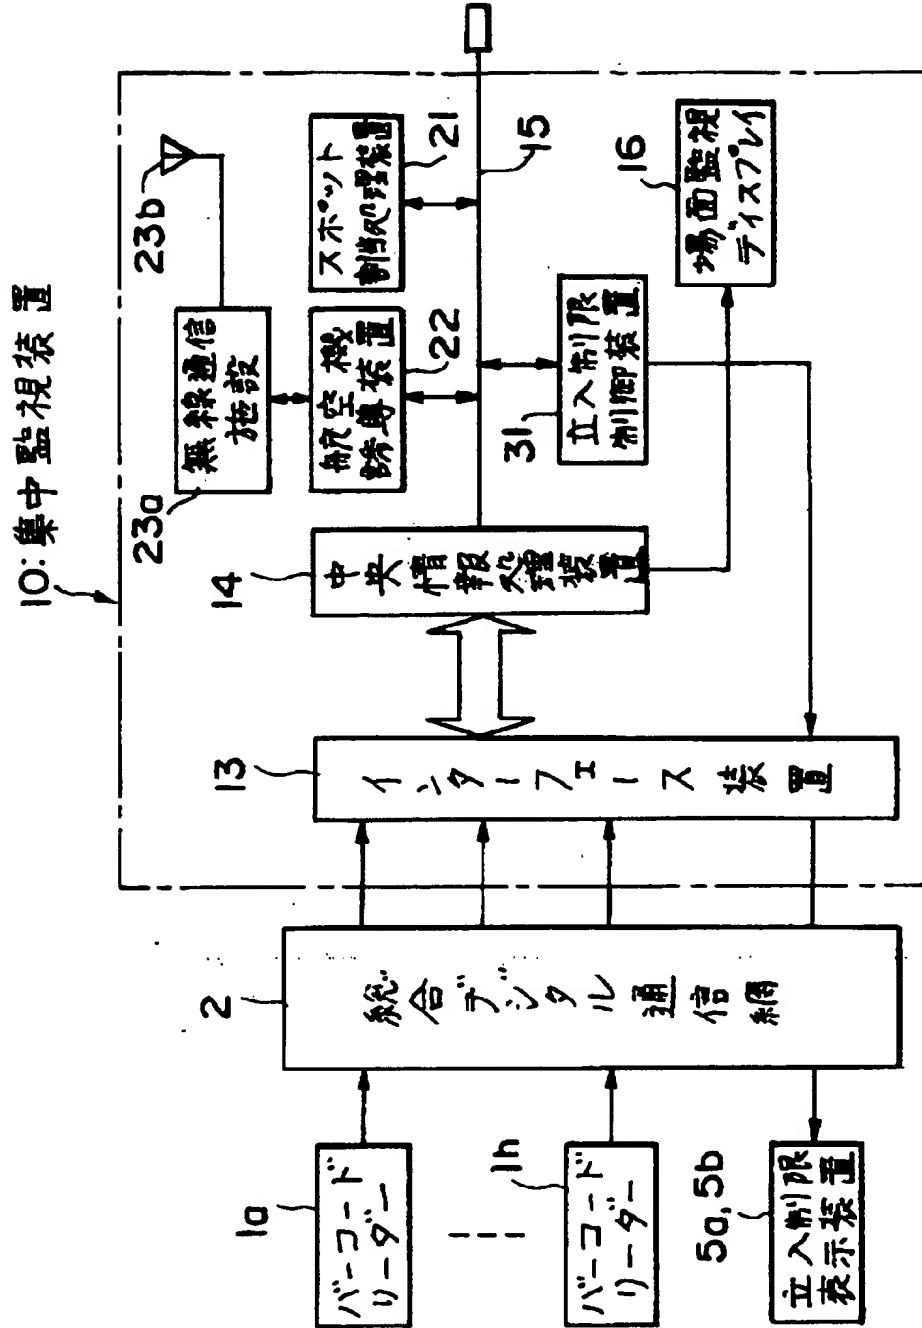 10:集中監視装置
23a
無線通信
施設
23b
航空機
誘導装置
22
スポット
割当処理装置
21
15
14
中央情報処理装置
31
立入制限
制御装置
16
場面監視
ディスプレイ
13
インターフェース装置
2
統合デジタル通信網
1a
バーコード
リーダー
1h
バーコード
リーダー
5a,5b
立入制限
表示装置